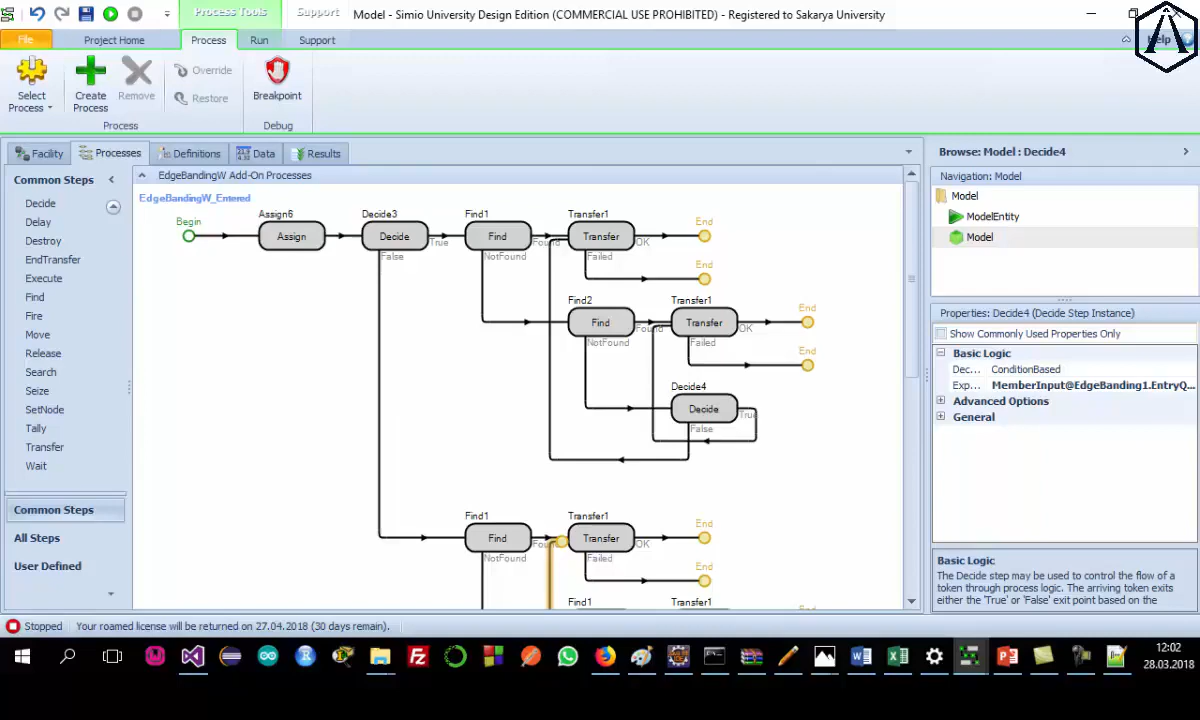 Process Tools
Support
Model - Simio University Design Edition (COMMERCIAL USE PROHIBITED) - Registered to Sakarya University
File
Project Home
Process
Run
Support
Help
Select
Process
Create
Process
Remove
Override
Restore
Breakpoint
Process
Debug
Facility
Processes
Definitions
Data
Results
Browse: Model : Decide4
Common Steps
EdgeBandingW Add-On Processes
Navigation: Model
Decide
Delay
Destroy
EndTransfer
Execute
Find
Fire
Move
Release
Search
Seize
SetNode
Tally
Transfer
Wait
Common Steps
All Steps
User Defined
EdgeBandingW_Entered
Begin
Assign6
Assign
Decide3
Decide
True
False
Find1
Find
Found
NotFound
Transfer1
Transfer
OK
Failed
End
End
Find2
Find
Found
NotFound
Transfer1
Transfer
OK
Failed
End
End
Decide4
Decide
True
False
Find1
Find
Found
NotFound
Transfer1
Transfer
OK
Failed
End
End
Find1
Transfer1
Model
ModelEntity
Model
Properties: Decide4 (Decide Step Instance)
Show Commonly Used Properties Only
Basic Logic
Dec... ConditionBased
Exp... MemberInput@EdgeBanding1.EntryQ...
Advanced Options
General
Basic Logic
The Decide step may be used to control the flow of a
token through process logic. The arriving token exits
either the 'True' or 'False' exit point based on the
Stopped
Your roamed license will be returned on 27.04.2018 (30 days remain).
12:02
28.03.2018